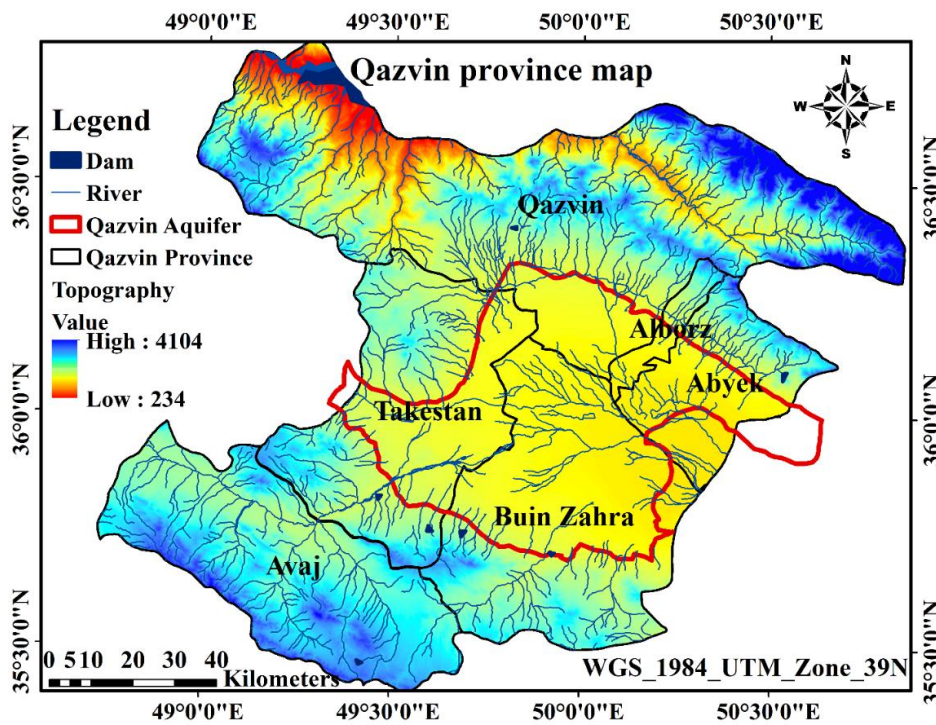 49°0'0"E 49°30'0"E 50°0'0"E 50°30'0"E
Qazvin province map
N
W E
S
Legend
Dam
River
Qazvin Aquifer
Qazvin Province
Topography
Value
High : 4104
Low : 234
36°30'0"N
36°30'0"N
Qazvin
Alborz
Abyek
Takestan
36°0'0"N
36°0'0"N
Buin Zahra
Avaj
35°30'0"N
35°30'0"N
0 5 10 20 30 40
Kilometers
WGS_1984_UTM_Zone_39N
49°0'0"E 49°30'0"E 50°0'0"E 50°30'0"E